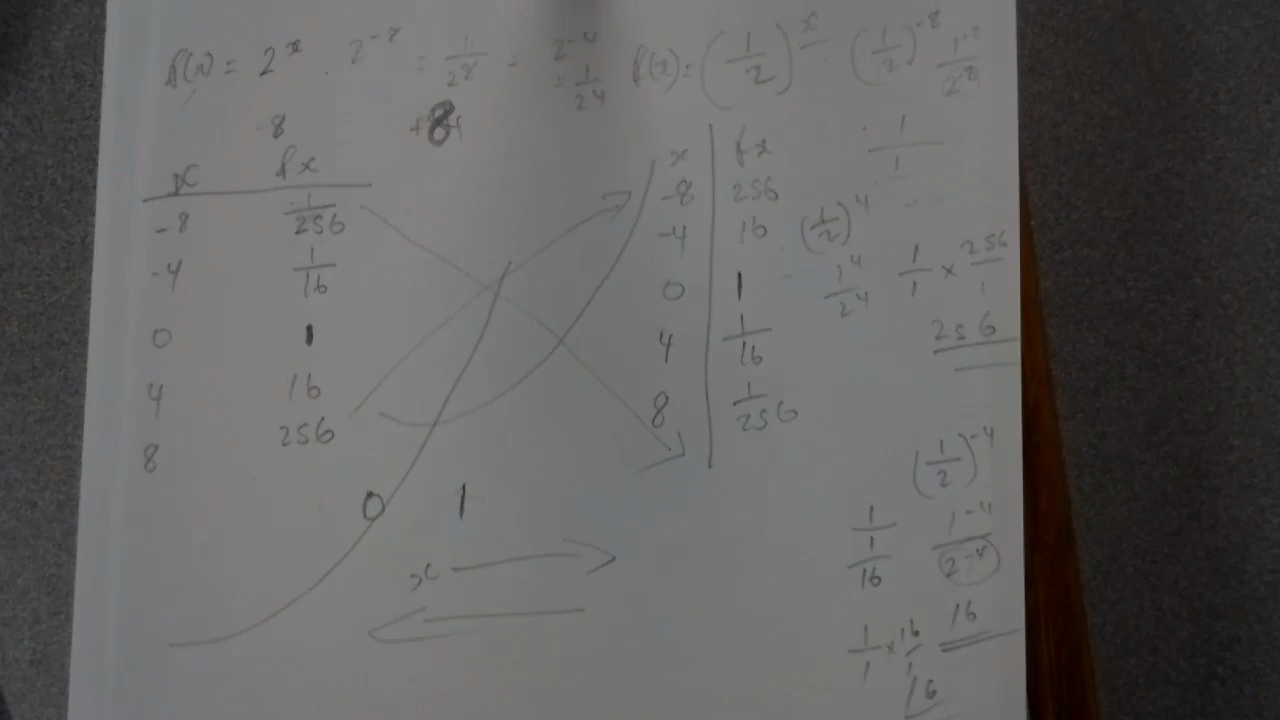 f(x) = 2^x . 2^-8 = 1/2^8 - 2^-4 = 1/2^4
-8
8
x fx
-8 1/256
-4 1/16
0 1
4 16
8 256
0 1
x
f(x) = (1/2)^x (1/2)^-8
x fx
-8 256
-4 16
0 1
4 1/16
8 1/256
1/1
(1/2)^4
1^4/2^4 1/1 × 256/1
256
(1/2)^-4
1/(1/16) 1^-4/2^-4
1/1 × 16/1 16
16